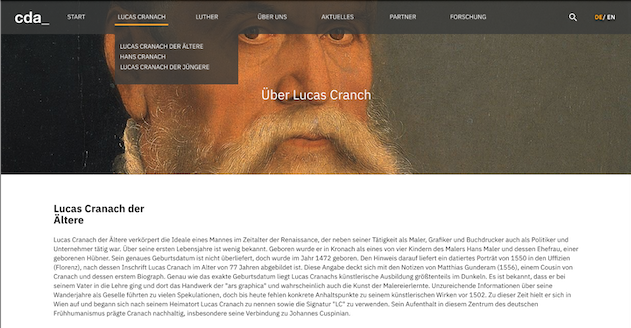 cda_ START LUCAS CRANACH LUTHER ÜBER UNS AKTUELLES PARTNER FORSCHUNG DE/ EN
LUCAS CRANACH DER ÄLTERE
HANS CRANACH
LUCAS CRANACH DER JÜNGERE
Über Lucas Cranch
Lucas Cranach der
Ältere
Lucas Cranach der Ältere verkörpert die Ideale eines Mannes im Zeitalter der Renaissance, der neben seiner Tätigkeit als Maler, Grafiker und Buchdrucker auch als Politiker und
Unternehmer tätig war. Über seine ersten Lebensjahre ist wenig bekannt. Geboren wurde er in Kronach als eines von vier Kindern des Malers Hans Maler und dessen Ehefrau, einer
geborenen Hübner. Sein genaues Geburtsdatum ist nicht überliefert, doch wurde im Jahr 1472 geboren. Den Hinweis darauf liefert ein datiertes Porträt von 1550 in den Uffizien
(Florenz), nach dessen Inschrift Lucas Cranach im Alter von 77 Jahren abgebildet ist. Diese Angabe deckt sich mit den Notizen von Matthias Gunderam (1556), einem Cousin von
Cranach und dessen erstem Biograph. Genau wie das exakte Geburtsdatum liegt Lucas Cranachs künstlerische Ausbildung größtenteils im Dunkeln. Es ist bekannt, dass er bei
seinem Vater in die Lehre ging und dort das Handwerk der "ars graphica" und wahrscheinlich auch die Kunst der Malereierlernte. Unzureichende Informationen über seine
Wanderjahre als Geselle führten zu vielen Spekulationen, doch bis heute fehlen konkrete Anhaltspunkte zu seinem künstlerischen Wirken vor 1502. Zu dieser Zeit hielt er sich in
Wien auf und begann sich nach seinem Heimatort Lucas Cranach zu nennen sowie die Signatur "LC" zu verwenden. Sein Aufenthalt in diesem Zentrum des deutschen
Frühhumanismus prägte Cranach nachhaltig, insbesondere seine Verbindung zu Johannes Cuspinian.